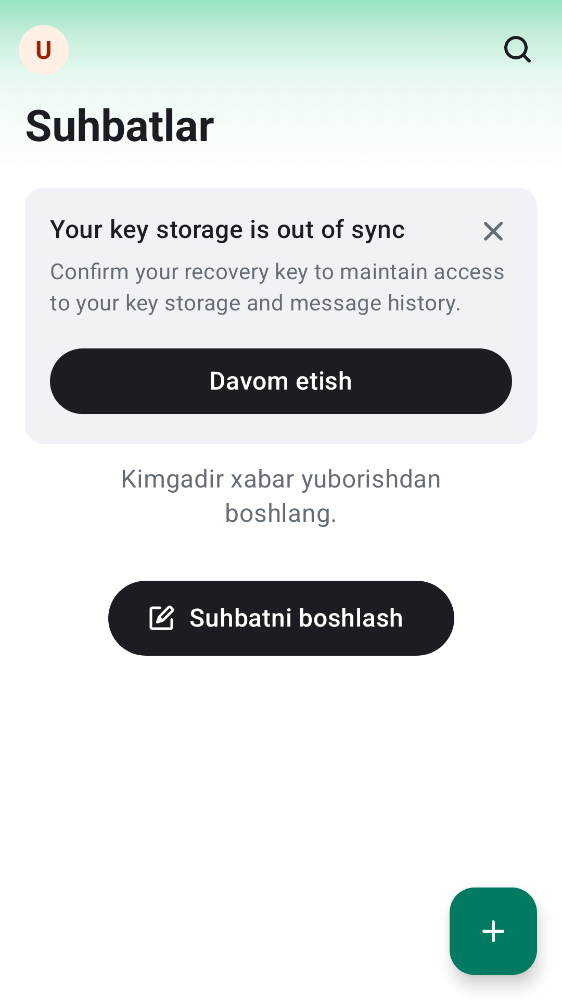 U
Suhbatlar
Your key storage is out of sync
Confirm your recovery key to maintain access
to your key storage and message history.
Davom etish
Kimgadir xabar yuborishdan
boshlang.
Suhbatni boshlash